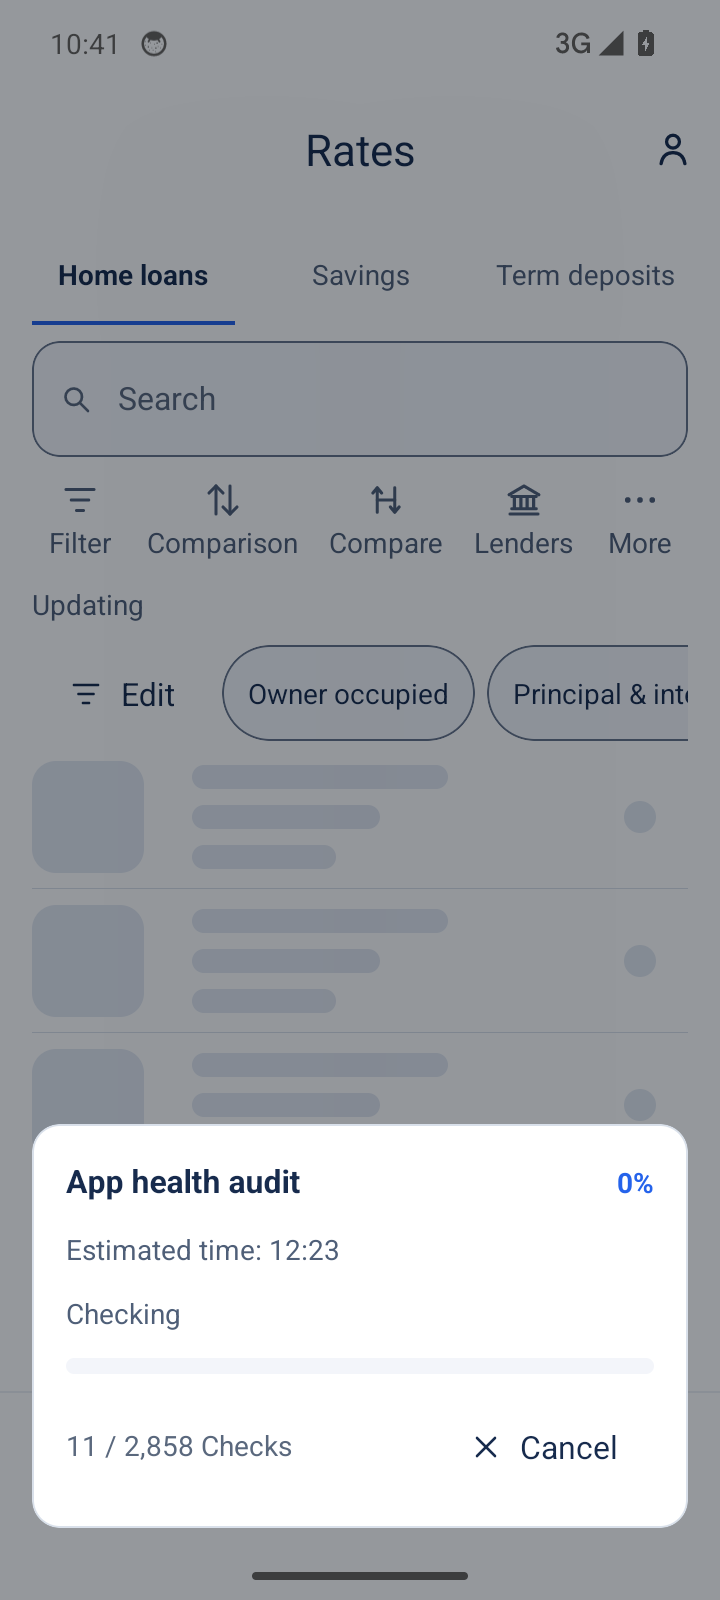 10:41
3G
Rates
Home loans
Savings
Term deposits
Search
Filter
Comparison
Compare
Lenders
More
Updating
Edit
Owner occupied
Principal & inte
App health audit
0%
Estimated time: 12:23
Checking
11 / 2,858 Checks
Cancel